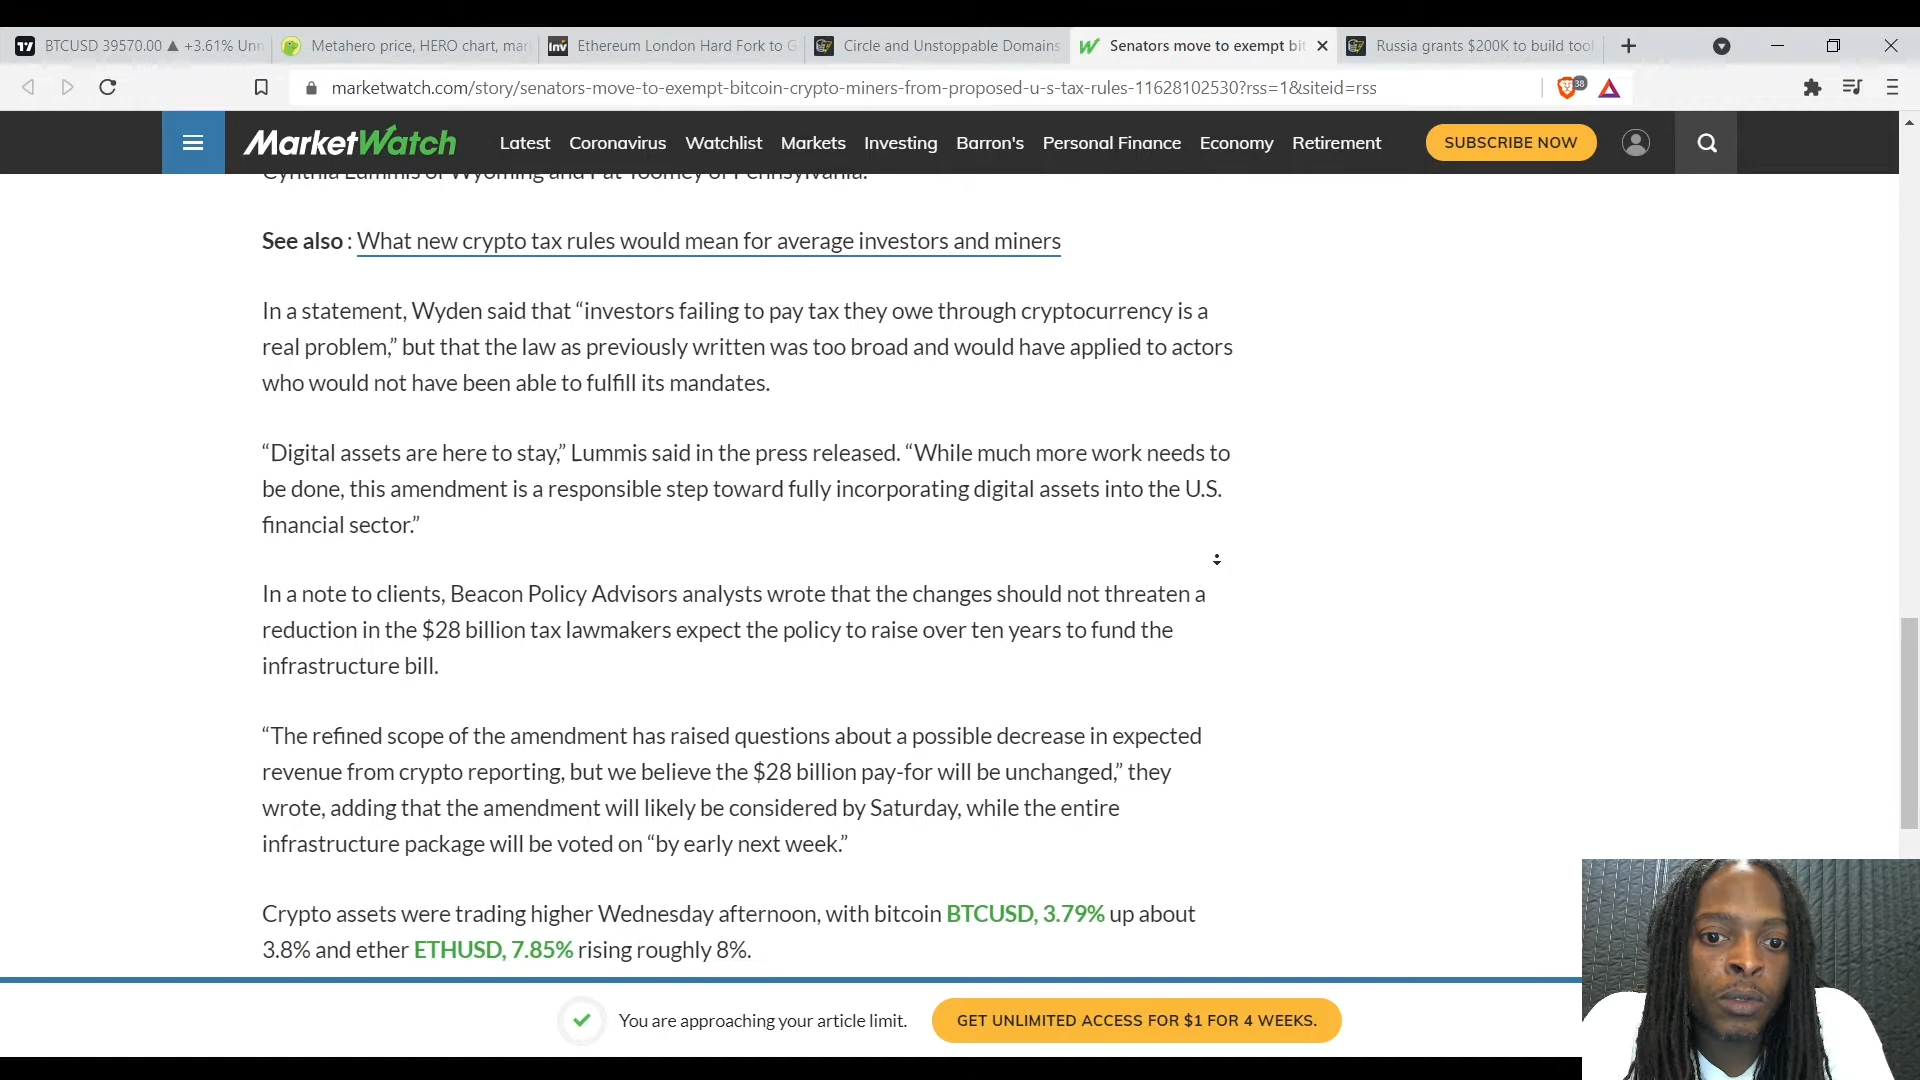 BTCUSD 39570.00 ▲ +3.61% Unn
Metahero price, HERO chart, mar
Ethereum London Hard Fork to G
Circle and Unstoppable Domains
Senators move to exempt bit
Russia grants $200K to build tool
marketwatch.com/story/senators-move-to-exempt-bitcoin-crypto-miners-from-proposed-u-s-tax-rules-11628102530?rss=1&siteid=rss
38
MarketWatch
Latest Coronavirus Watchlist Markets Investing Barron's Personal Finance Economy Retirement
SUBSCRIBE NOW
Cynthia Lummis of Wyoming and Pat Toomey of Pennsylvania.
See also : What new crypto tax rules would mean for average investors and miners
In a statement, Wyden said that “investors failing to pay tax they owe through cryptocurrency is a
real problem,” but that the law as previously written was too broad and would have applied to actors
who would not have been able to fulfill its mandates.
“Digital assets are here to stay,” Lummis said in the press released. “While much more work needs to
be done, this amendment is a responsible step toward fully incorporating digital assets into the U.S.
financial sector.”
In a note to clients, Beacon Policy Advisors analysts wrote that the changes should not threaten a
reduction in the $28 billion tax lawmakers expect the policy to raise over ten years to fund the
infrastructure bill.
“The refined scope of the amendment has raised questions about a possible decrease in expected
revenue from crypto reporting, but we believe the $28 billion pay-for will be unchanged,” they
wrote, adding that the amendment will likely be considered by Saturday, while the entire
infrastructure package will be voted on “by early next week.”
Crypto assets were trading higher Wednesday afternoon, with bitcoin BTCUSD, 3.79% up about
3.8% and ether ETHUSD, 7.85% rising roughly 8%.
You are approaching your article limit.
GET UNLIMITED ACCESS FOR $1 FOR 4 WEEKS.